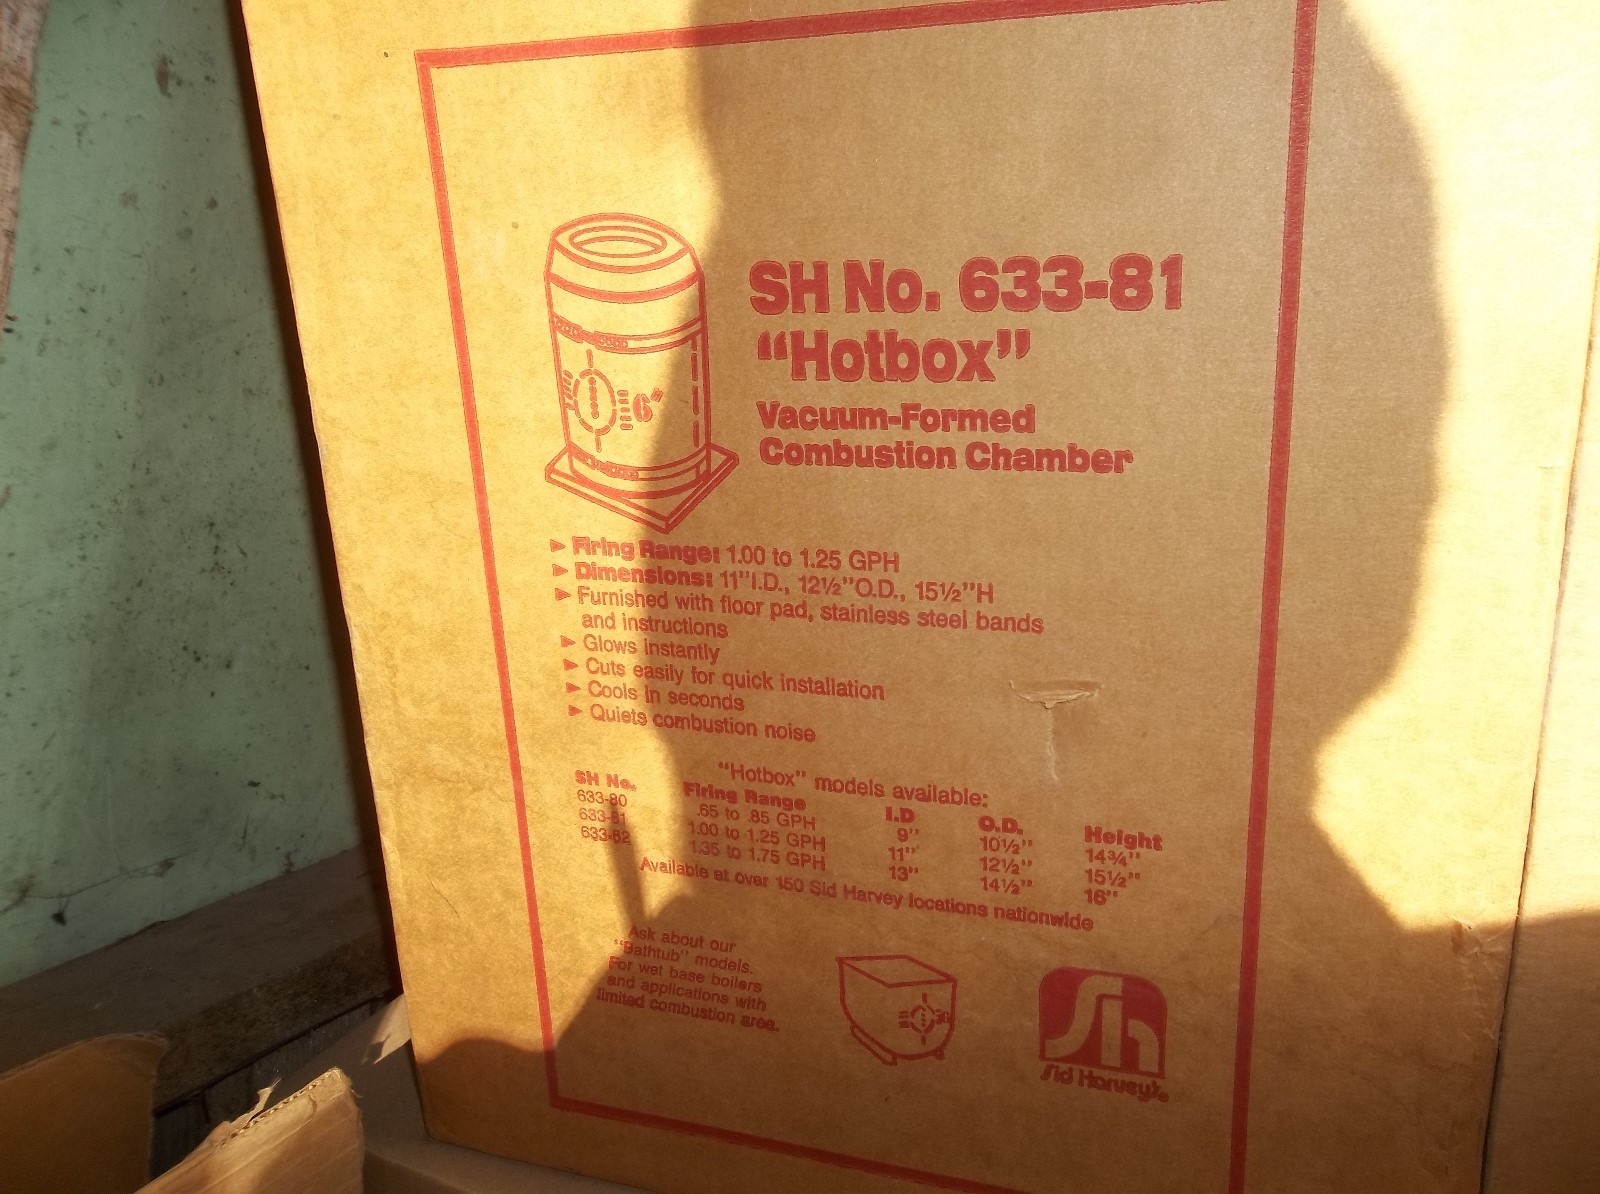 SH No. 633-81
“Hotbox”
Vacuum-Formed
Combustion Chamber
6"
► Firing Range: 1.00 to 1.25 GPH
► Dimensions: 11"I.D., 12½"O.D., 15½"H
► Furnished with floor pad, stainless steel bands
and instructions
► Glows instantly
► Cuts easily for quick installation
► Cools in seconds
► Quiets combustion noise
“Hotbox” models available:
SH No. Firing Range I.D O.D. Height
633-80 .65 to .85 GPH 9" 10½" 14¾"
633-81 1.00 to 1.25 GPH 11" 12½" 15½"
633-82 1.35 to 1.75 GPH 13" 14½" 16"
Available at over 150 Sid Harvey locations nationwide
Ask about our
“Bathtub” models.
For wet base boilers
and applications with
limited combustion area.
Sh
Sid Harvey's